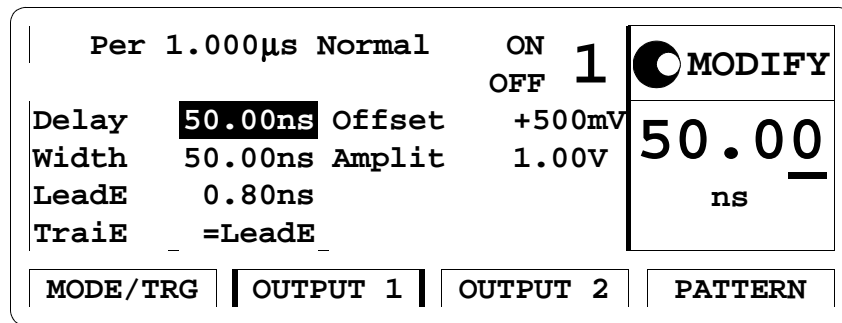 Per 1.000µs Normal ON
OFF 1
MODIFY
Delay 50.00ns Offset +500mV
Width 50.00ns Amplit 1.00V
LeadE 0.80ns
TraiE =LeadE
50.00
ns
MODE/TRG OUTPUT 1 OUTPUT 2 PATTERN